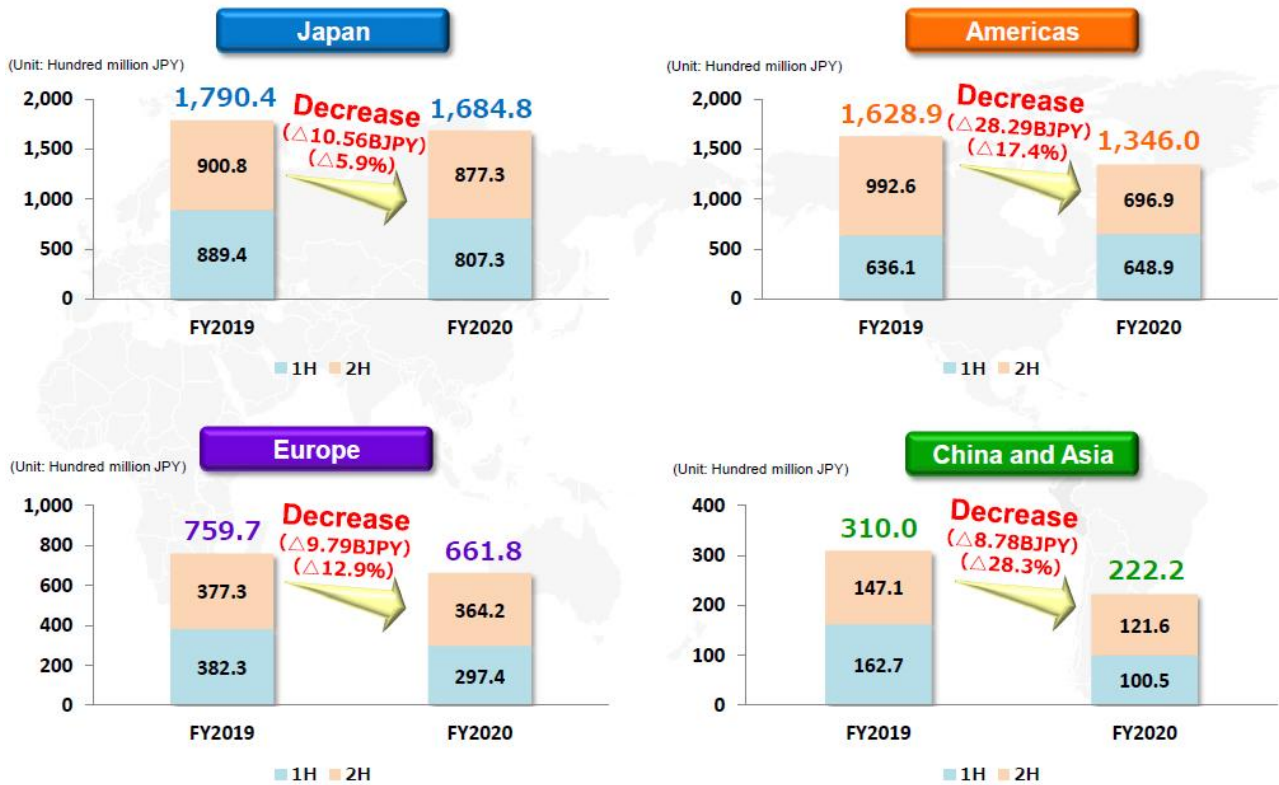 Japan
(Unit: Hundred million JPY)
2,000
1,500
1,000
500
0
1,790.4
900.8
889.4
Decrease
(△10.56BJPY)
(△5.9%)
1,684.8
877.3
807.3
FY2019
FY2020
1H 2H
Americas
(Unit: Hundred million JPY)
2,000
1,500
1,000
500
0
1,628.9
992.6
636.1
Decrease
(△28.29BJPY)
(△17.4%)
1,346.0
696.9
648.9
FY2019
FY2020
1H 2H
Europe
(Unit: Hundred million JPY)
1,000
800
600
400
200
0
759.7
377.3
382.3
Decrease
(△9.79BJPY)
(△12.9%)
661.8
364.2
297.4
FY2019
FY2020
1H 2H
China and Asia
(Unit: Hundred million JPY)
400
300
200
100
0
310.0
147.1
162.7
Decrease
(△8.78BJPY)
(△28.3%)
222.2
121.6
100.5
FY2019
FY2020
1H 2H